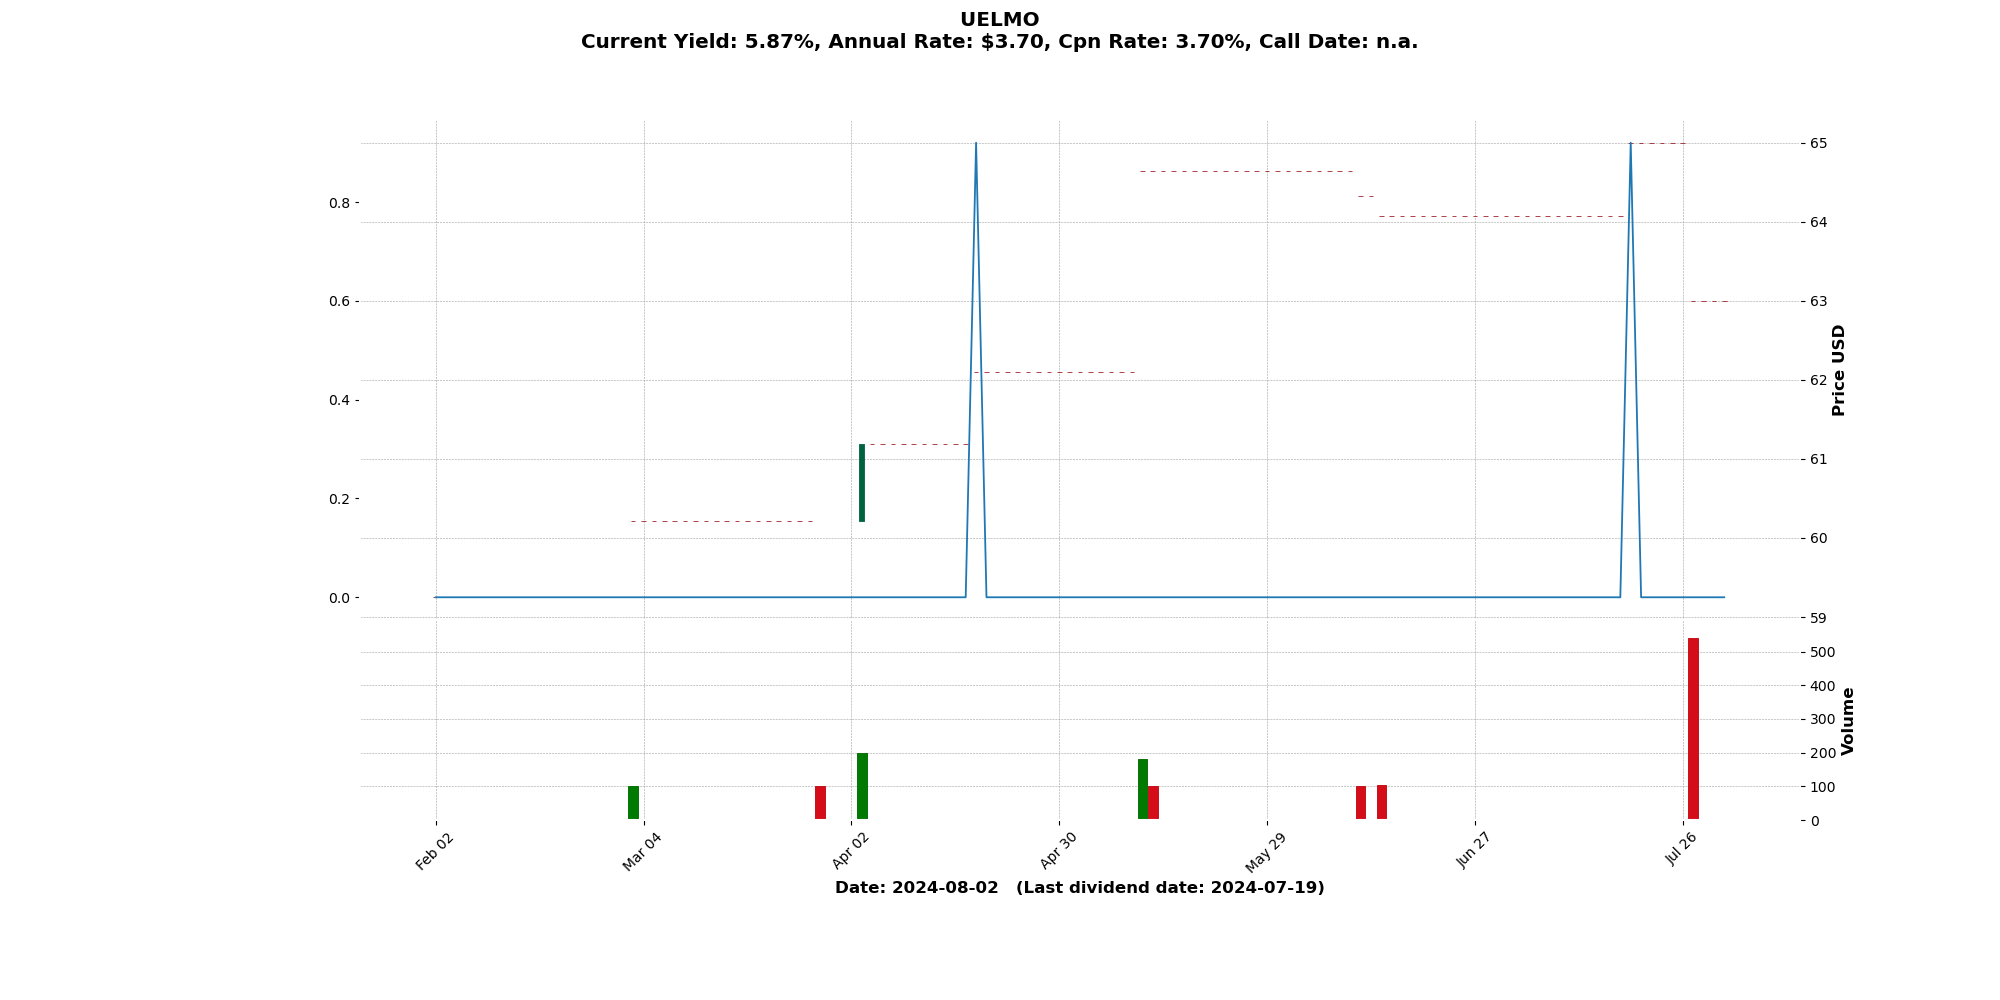 UELMO
Current Yield: 5.87%, Annual Rate: $3.70, Cpn Rate: 3.70%, Call Date: n.a.
0.8
0.6
0.4
0.2
0.0
65
64
63
62
61
60
59
Price USD
500
400
300
200
100
0
Volume
Feb 02
Mar 04
Apr 02
Apr 30
May 29
Jun 27
Jul 26
Date: 2024-08-02 (Last dividend date: 2024-07-19)